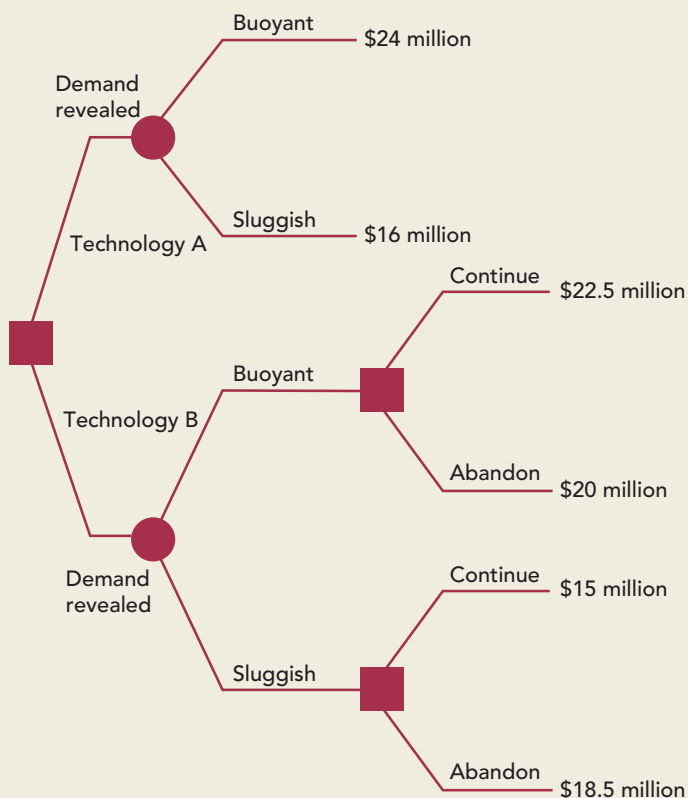 Buoyant
$24 million
Demand
revealed
Sluggish
$16 million
Technology A
Continue
$22.5 million
Buoyant
Technology B
Abandon
$20 million
Demand
revealed
Continue
$15 million
Sluggish
Abandon
$18.5 million